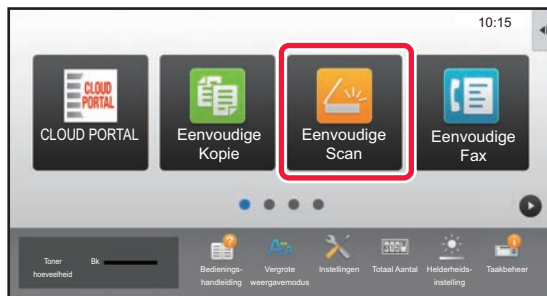 10:15
CLOUD
PORTAL
CLOUD PORTAL
Eenvoudige
Kopie
Eenvoudige
Scan
Eenvoudige
Fax
Toner
hoeveelheid
Bk
Bedienings-
handleiding
Vergrote
weergavemodus
Instellingen
Totaal Aantal
Helderheids-
instelling
Taakbeheer